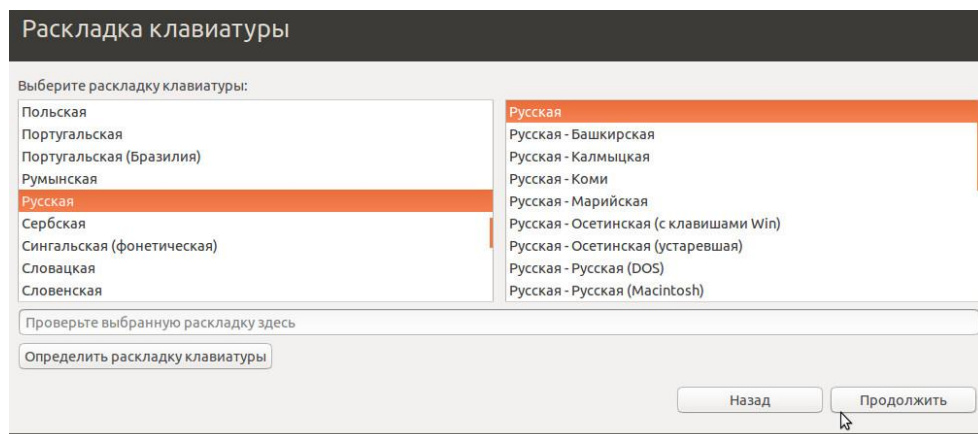 Раскладка клавиатуры
Выберите раскладку клавиатуры:
Польская
Португальская
Португальская (Бразилия)
Румынская
Русская
Сербская
Сингальская (фонетическая)
Словацкая
Словенская
Русская
Русская - Башкирская
Русская - Калмыцкая
Русская - Коми
Русская - Марийская
Русская - Осетинская (с клавишами Win)
Русская - Осетинская (устаревшая)
Русская - Русская (DOS)
Русская - Русская (Macintosh)
Проверьте выбранную раскладку здесь
Определить раскладку клавиатуры
Назад Продолжить